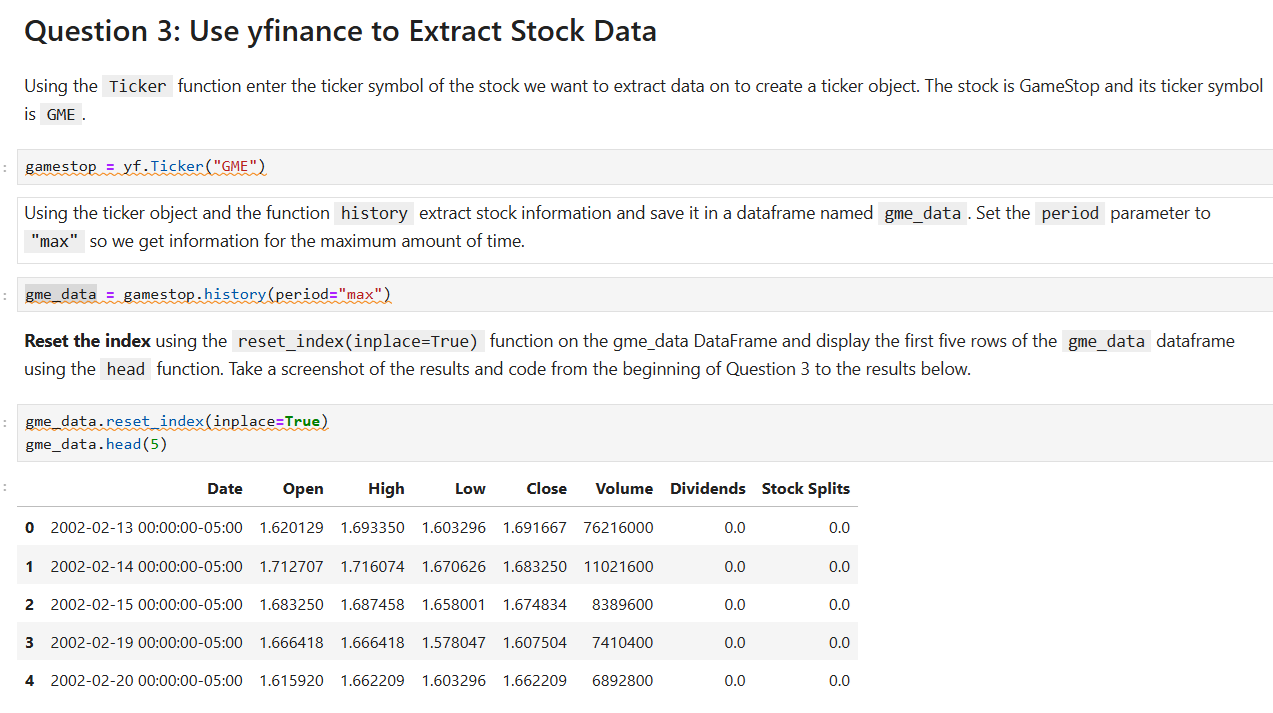 Question 3: Use yfinance to Extract Stock Data
Using the Ticker function enter the ticker symbol of the stock we want to extract data on to create a ticker object. The stock is GameStop and its ticker symbol
is GME .
: gamestop = yf.Ticker("GME")
Using the ticker object and the function history extract stock information and save it in a dataframe named gme_data . Set the period parameter to
"max" so we get information for the maximum amount of time.
: gme_data = gamestop.history(period="max")
Reset the index using the reset_index(inplace=True) function on the gme_data DataFrame and display the first five rows of the gme_data dataframe
using the head function. Take a screenshot of the results and code from the beginning of Question 3 to the results below.
: gme_data.reset_index(inplace=True)
gme_data.head(5)
: Date Open High Low Close Volume Dividends Stock Splits
0 2002-02-13 00:00:00-05:00 1.620129 1.693350 1.603296 1.691667 76216000 0.0 0.0
1 2002-02-14 00:00:00-05:00 1.712707 1.716074 1.670626 1.683250 11021600 0.0 0.0
2 2002-02-15 00:00:00-05:00 1.683250 1.687458 1.658001 1.674834 8389600 0.0 0.0
3 2002-02-19 00:00:00-05:00 1.666418 1.666418 1.578047 1.607504 7410400 0.0 0.0
4 2002-02-20 00:00:00-05:00 1.615920 1.662209 1.603296 1.662209 6892800 0.0 0.0